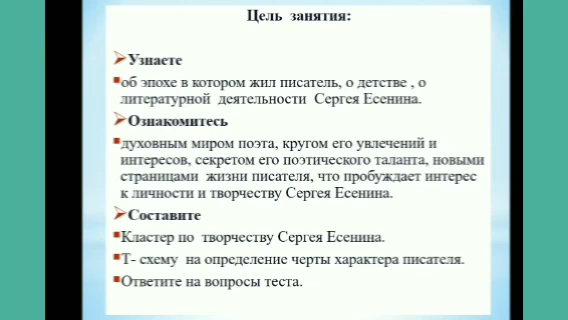 Цель занятия:
Узнаете
об эпохе в котором жил писатель, о детстве , о
литературной деятельности Сергея Есенина.
Ознакомитесь
духовным миром поэта, кругом его увлечений и
интересов, секретом его поэтического таланта, новыми
страницами жизни писателя, что пробуждает интерес
к личности и творчеству Сергея Есенина.
Составите
Кластер по творчеству Сергея Есенина.
Т- схему на определение черты характера писателя.
Ответите на вопросы теста.